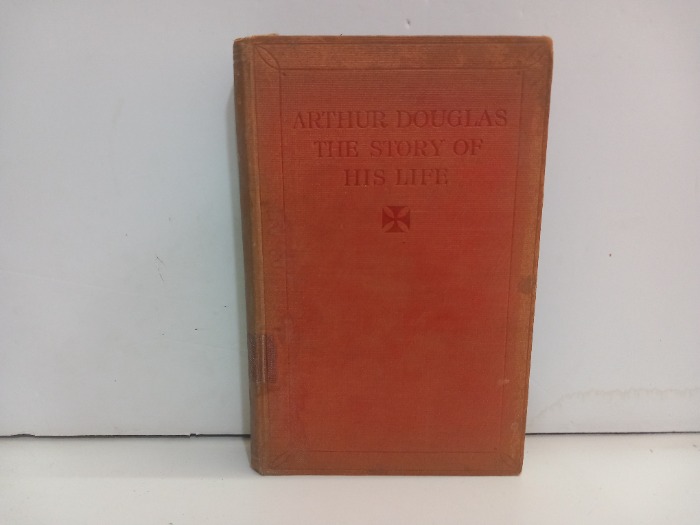 ARTHUR DOUGLAS
THE STORY OF
HIS LIFE